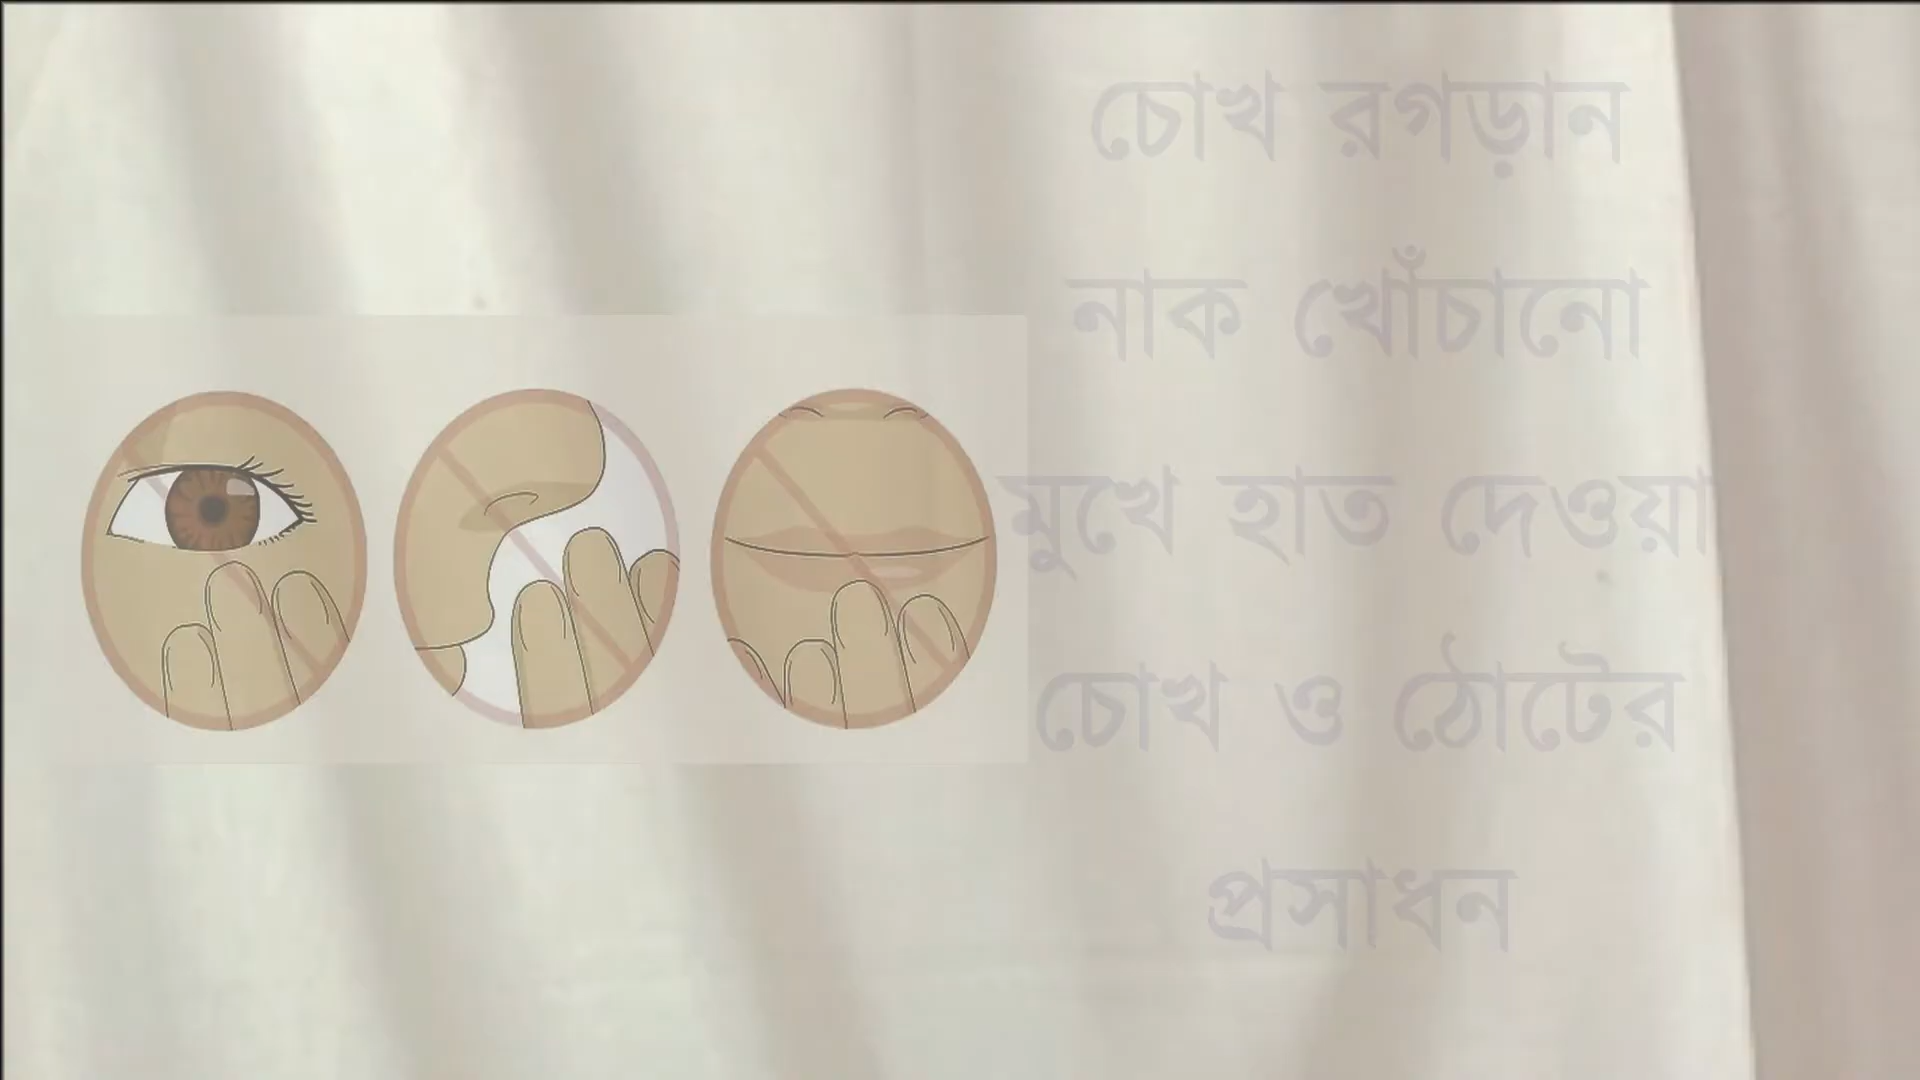 চোখ রগড়ান
নাক খোঁচানো
মুখে হাত দেওয়া
চোখ ও ঠোটের
প্রসাধন